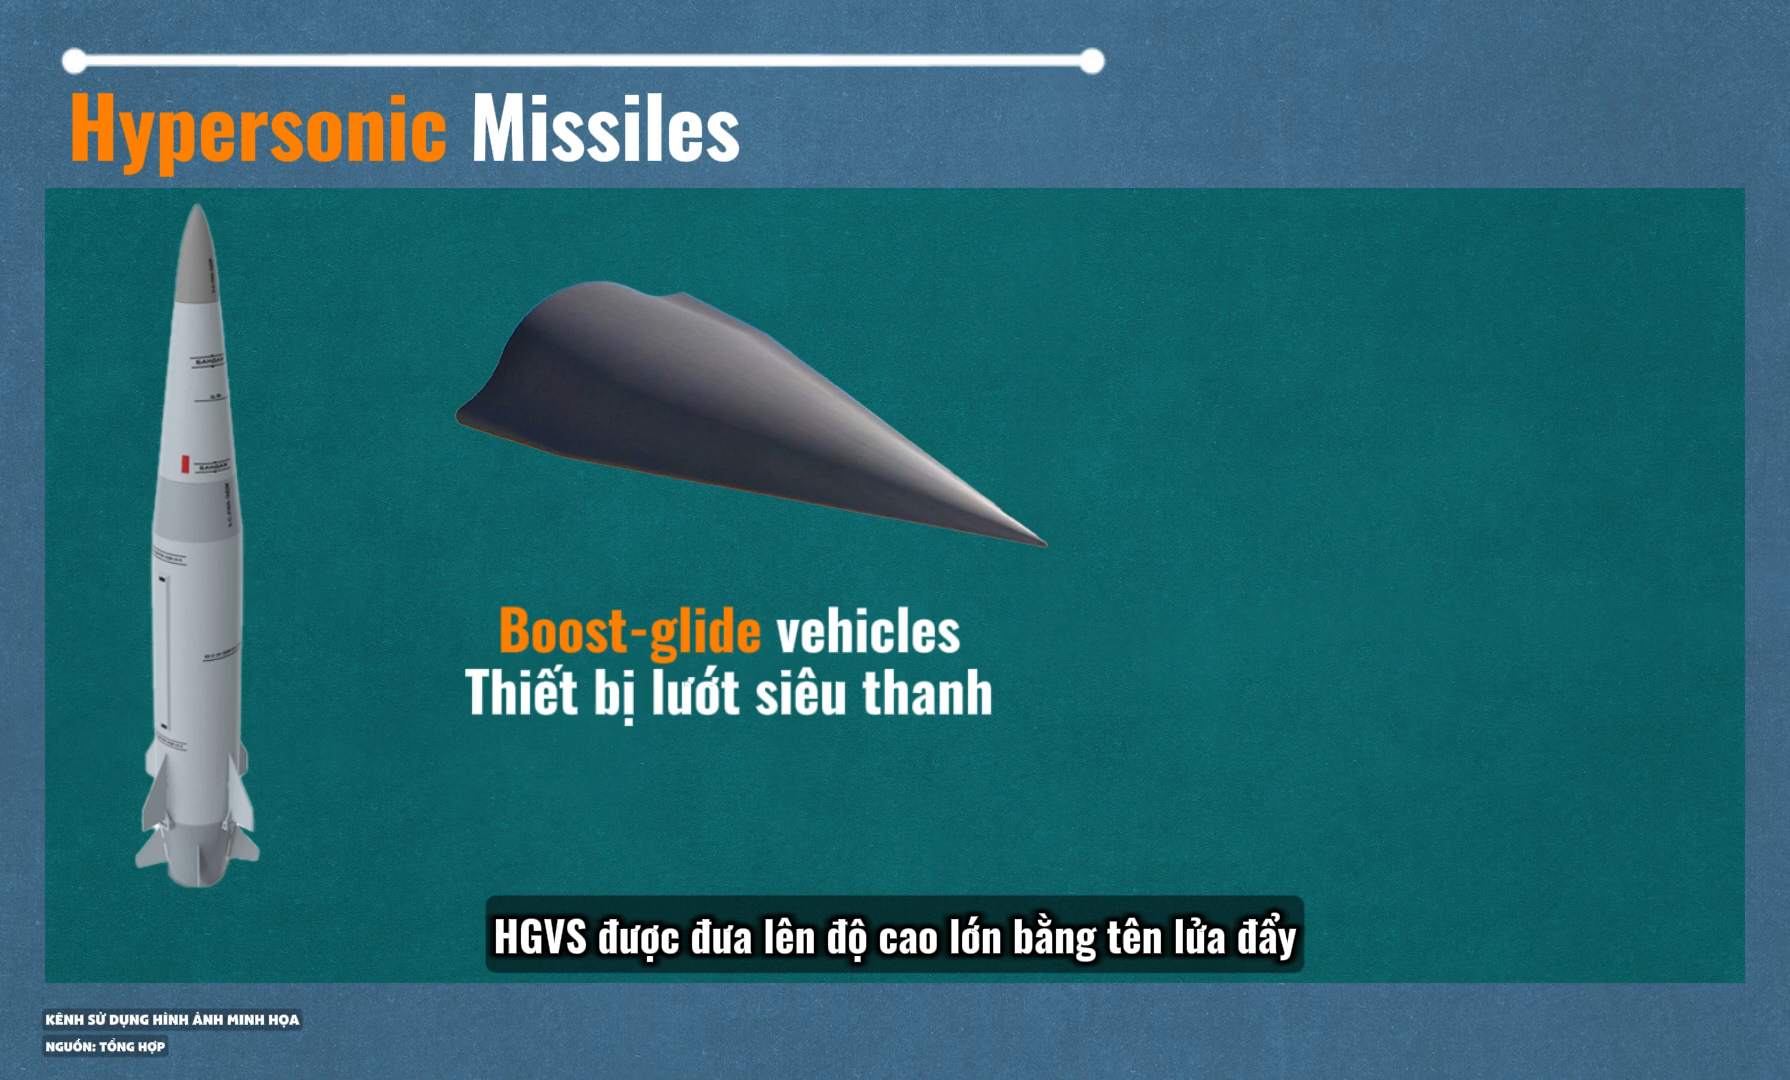 Hypersonic Missiles
Boost-glide vehicles
Thiết bị lướt siêu thanh
HGVS được đưa lên độ cao lớn bằng tên lửa đẩy
KÊNH SỬ DỤNG HÌNH ẢNH MINH HỌA
NGUỒN: TỔNG HỢP